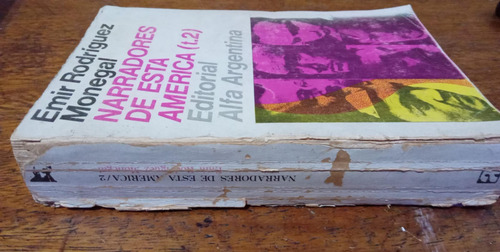 Emir Rodríguez
Monegal
NARRADORES
DE ESTA
AMERICA (t.2)
Editorial
Alfa Argentina
NARRADORES DE ESTA AMERICA/2